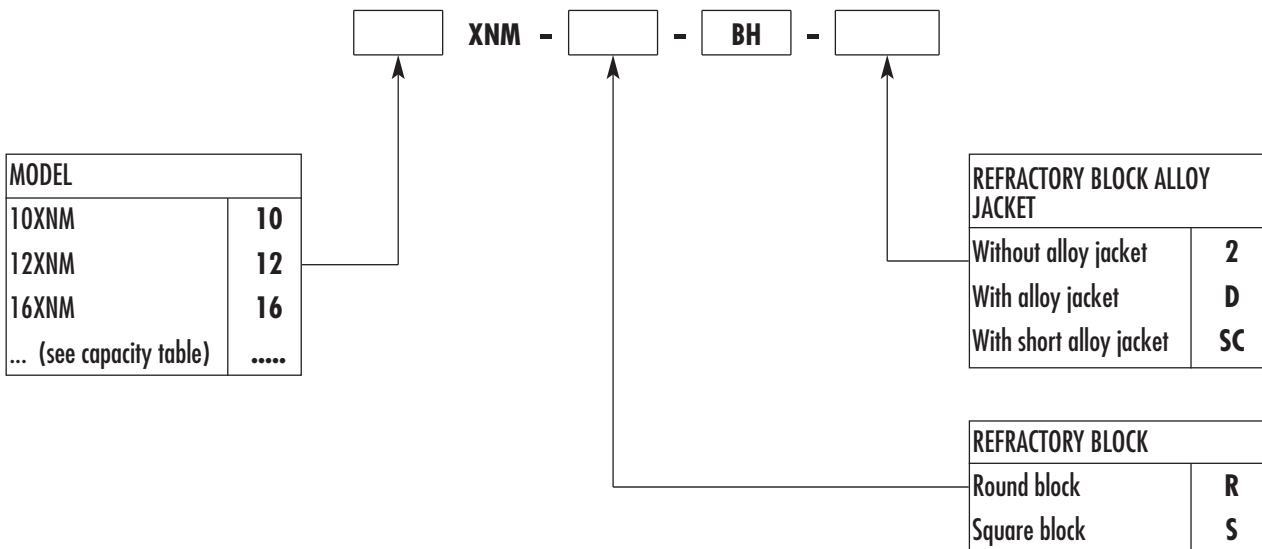 XNM - - BH -
MODEL
10XNM 10
12XNM 12
16XNM 16
... (see capacity table) .....
REFRACTORY BLOCK ALLOY
JACKET
Without alloy jacket 2
With alloy jacket D
With short alloy jacket SC
REFRACTORY BLOCK
Round block R
Square block S